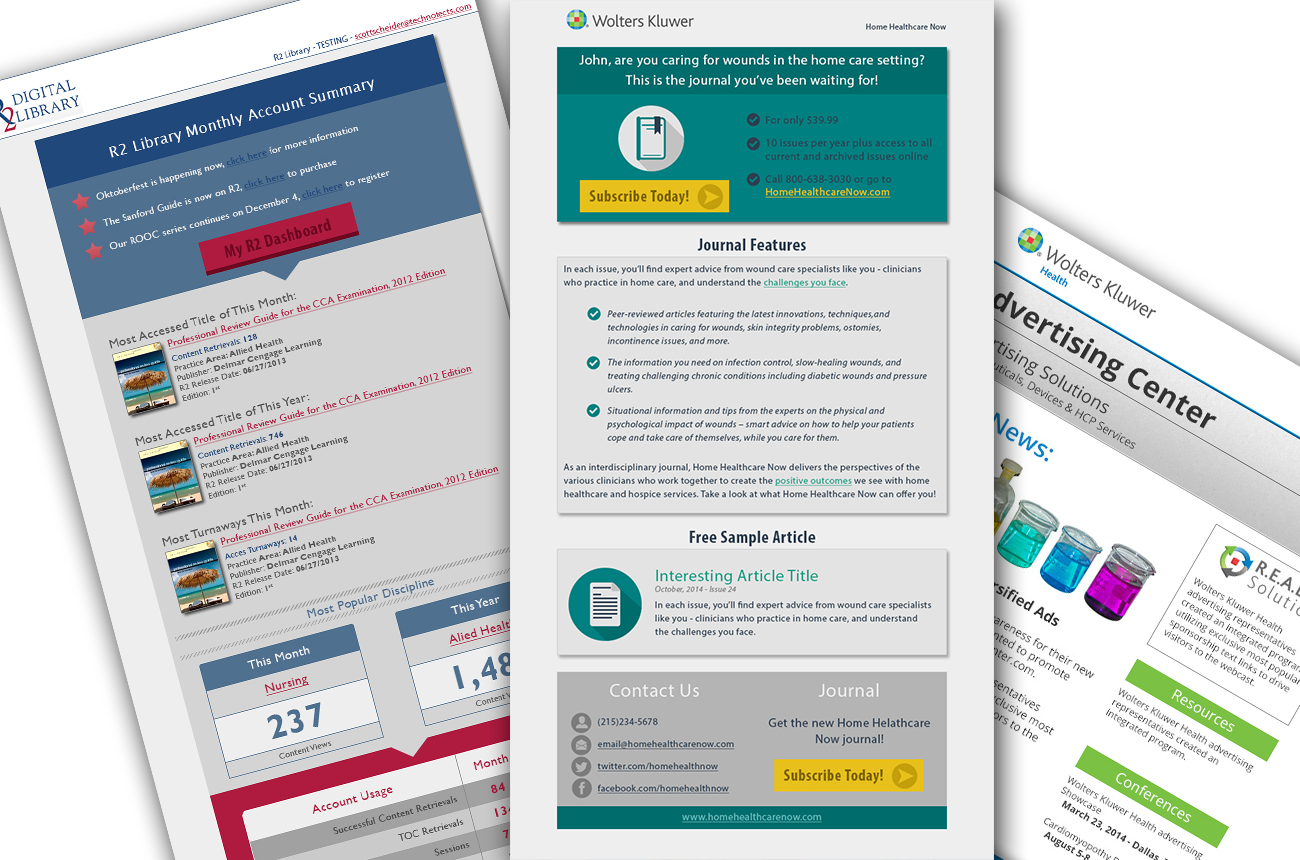 R2 Library - TESTING - scottscheider@technotects.com
R2 DIGITAL
LIBRARY
R2 Library Monthly Account Summary
Oktoberfest is happening now, click here for more information
The Sanford Guide is now on R2, click here to purchase
Our ROOC series continues on December 4, click here to register
My R2 Dashboard
Most Accessed Title of This Month:
Professional Review Guide for the CCA Examination, 2012 Edition
Content Retrievals: 128
Practice Area: Allied Health
Publisher: Delmar Cengage Learning
R2 Release Date: 06/27/2013
Edition: 1st
Most Accessed Title of This Year:
Professional Review Guide for the CCA Examination, 2012 Edition
Content Retrievals: 746
Practice Area: Allied Health
Publisher: Delmar Cengage Learning
R2 Release Date: 06/27/2013
Edition: 1st
Most Turnaways This Month:
Professional Review Guide for the CCA Examination, 2012 Edition
Acces Turnaways: 14
Practice Area: Allied Health
Publisher: Delmar Cengage Learning
R2 Release Date: 06/27/2013
Edition: 1st
Most Popular Discipline
This Month
Nursing
237
Content Views
This Year
Alied Healt
1,48
Content V
Account Usage
Month
Successful Content Retrievals
84
TOC Retrievals
134
Sessions
7
Wolters Kluwer
Home Healthcare Now
John, are you caring for wounds in the home care setting?
This is the journal you've been waiting for!
For only $39.99
10 issues per year plus access to all
current and archived issues online
Call 800-638-3030 or go to
HomeHealthcareNow.com
Subscribe Today!
Journal Features
In each issue, you'll find expert advice from wound care specialists like you - clinicians
who practice in home care, and understand the challenges you face.
Peer-reviewed articles featuring the latest innovations, techniques,and
technologies in caring for wounds, skin integrity problems, ostomies,
incontinence issues, and more.
The information you need on infection control, slow-healing wounds, and
treating challenging chronic conditions including diabetic wounds and pressure
ulcers.
Situational information and tips from the experts on the physical and
psychological impact of wounds – smart advice on how to help your patients
cope and take care of themselves, while you care for them.
As an interdisciplinary journal, Home Healthcare Now delivers the perspectives of the
various clinicians who work together to create the positive outcomes we see with home
healthcare and hospice services. Take a look at what Home Healthcare Now can offer you!
Free Sample Article
Interesting Article Title
October, 2014 - Issue 24
In each issue, you'll find expert advice from wound care specialists
like you - clinicians who practice in home care, and understand
the challenges you face.
Contact Us
(215)234-5678
email@homehealthcarenow.com
twitter.com/homehealthnow
facebook.com/homehealthnow
Journal
Get the new Home Helathcare
Now journal!
Subscribe Today!
www.homehealthcarenow.com
Wolters Kluwer
Health
dvertising Center
rtising Solutions
uticals, Devices & HCP Services
News:
rsified Ads
areness for their new
nted to promote
nter.com.
sentatives
clusive most
ors to the
R.E.A.L
Solutio
Wolters Kluwer Health
advertising representatives
created an integrated program
utilizing exclusive most popular
sponsorship text links to drive
visitors to the webcast.
Resources
Wolters Kluwer Health advertising
representatives created an
integrated program.
Conferences
Wolters Kluwer Health advertising
Showcase
March 23, 2014 - Dallas,
Cardiomyopathy
August 5-8